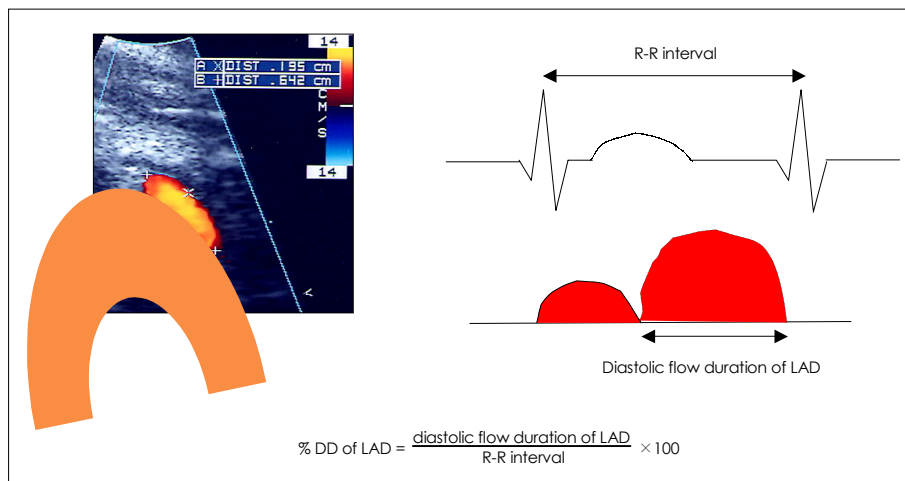 14
A ×DIST .195 cm
B +DIST .642 cm
C
M
/
S
14
R-R interval
Diastolic flow duration of LAD
% DD of LAD = diastolic flow duration of LAD
R-R interval
×100